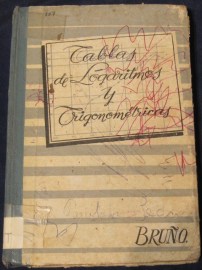 Tablas
de Logaritmos
y
Trigonométricas
BRUÑO.